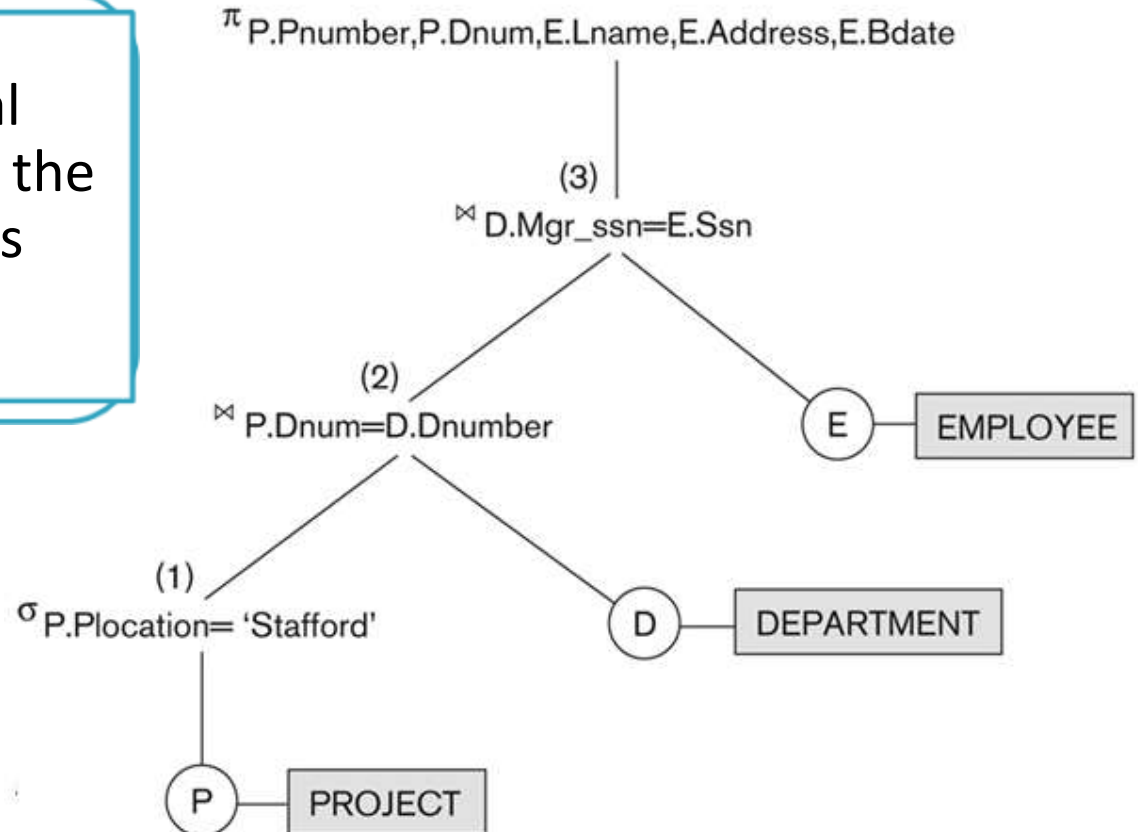 π P.Pnumber,P.Dnum,E.Lname,E.Address,E.Bdate
al
the
s
(3)
⋈ D.Mgr_ssn=E.Ssn
(2)
⋈ P.Dnum=D.Dnumber
E
EMPLOYEE
(1)
σ P.Plocation= ‘Stafford’
D
DEPARTMENT
P
PROJECT